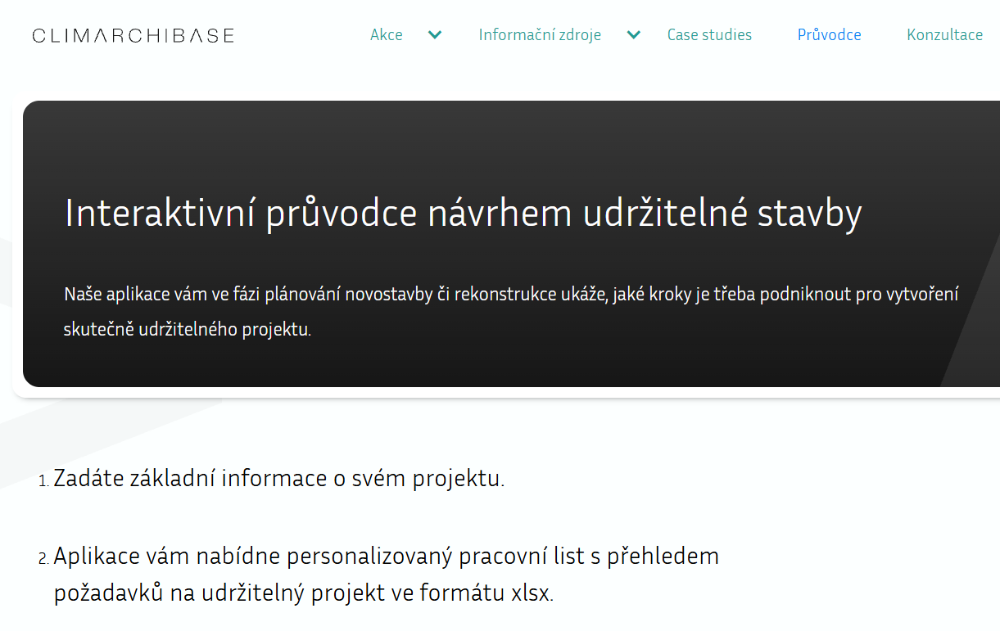 CLIMARCHIBASE Akce Informační zdroje Case studies Průvodce Konzultace
Interaktivní průvodce návrhem udržitelné stavby
Naše aplikace vám ve fázi plánování novostavby či rekonstrukce ukáže, jaké kroky je třeba podniknout pro vytvoření
skutečně udržitelného projektu.
1. Zadáte základní informace o svém projektu.
2. Aplikace vám nabídne personalizovaný pracovní list s přehledem
požadavků na udržitelný projekt ve formátu xlsx.